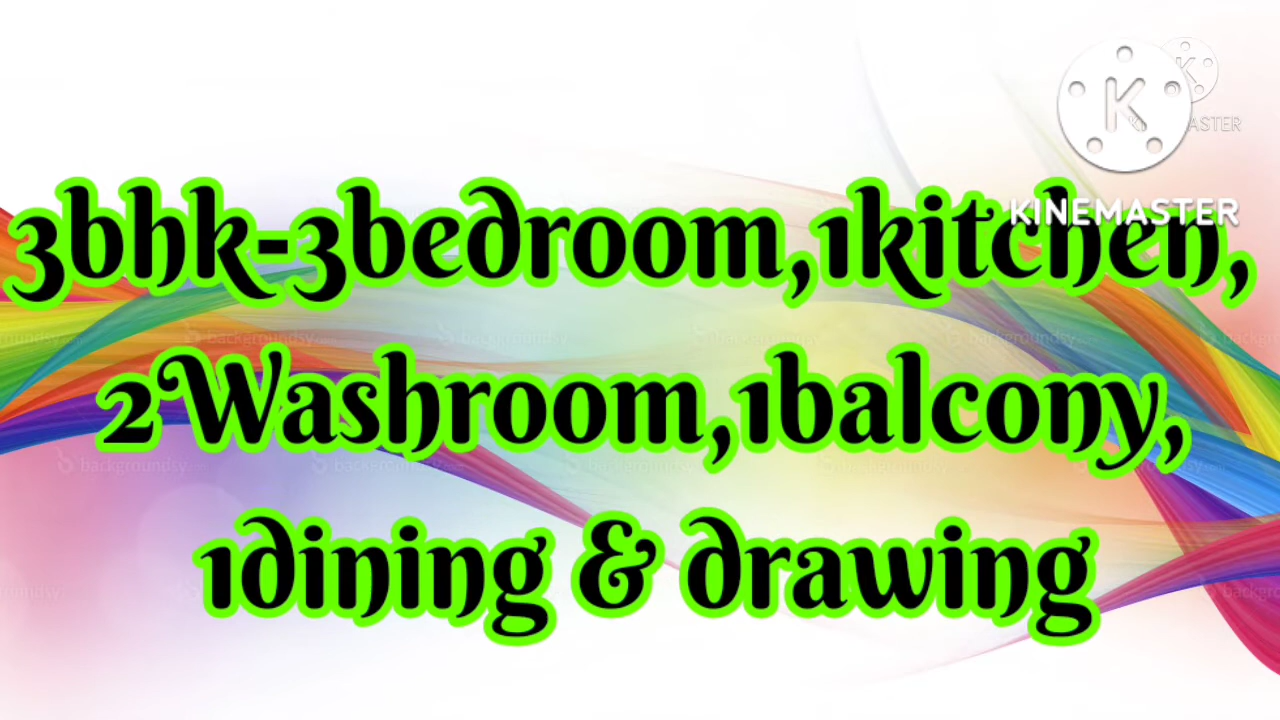 KINEMASTER
3bhk-3bedroom,1kitchen,
2Washroom,1balcony,
1dining & drawing